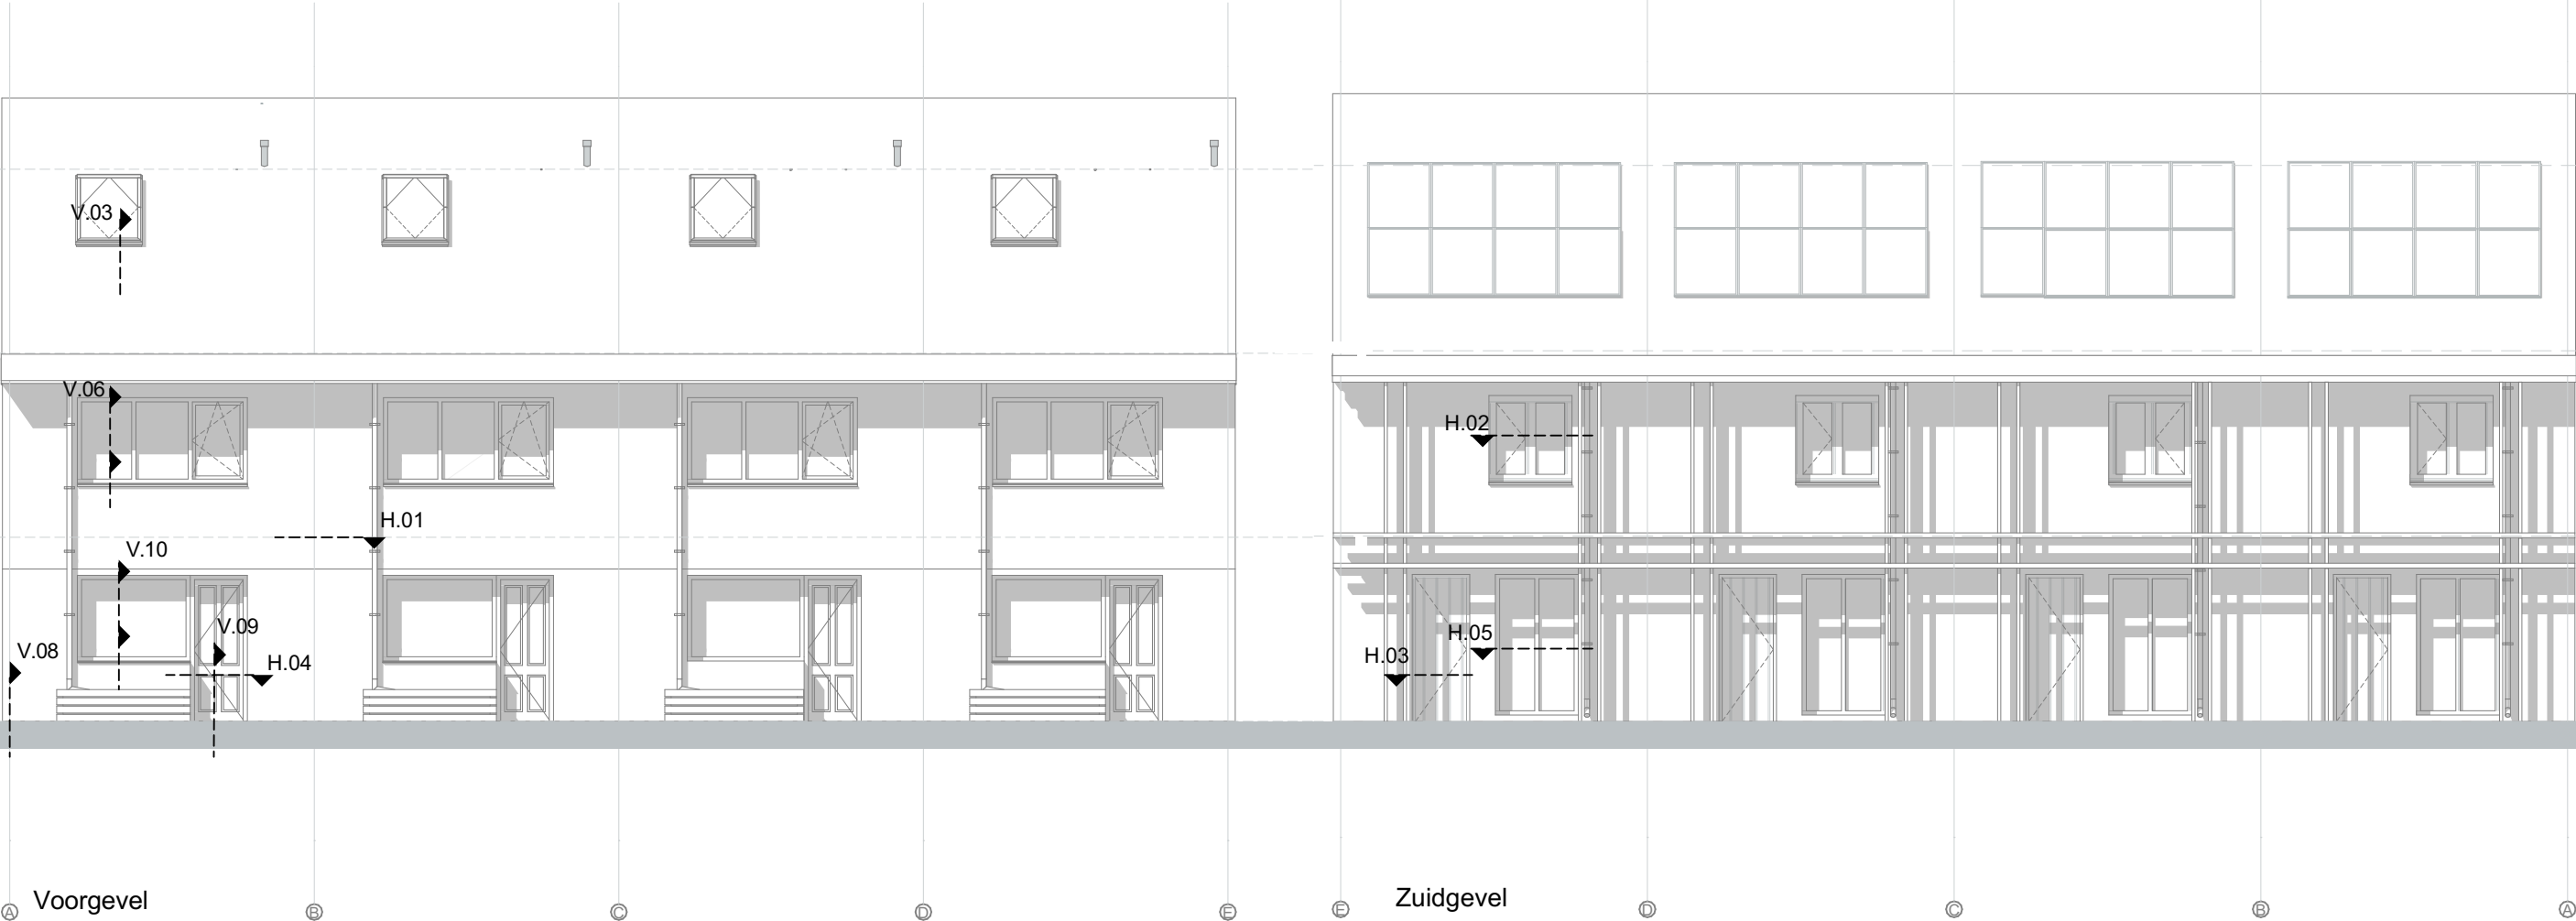 V.03
V.06
H.02
H.01
V.10
V.09
H.05
V.08
H.04
H.03
Voorgevel
Zuidgevel
A B C D E E D C B A